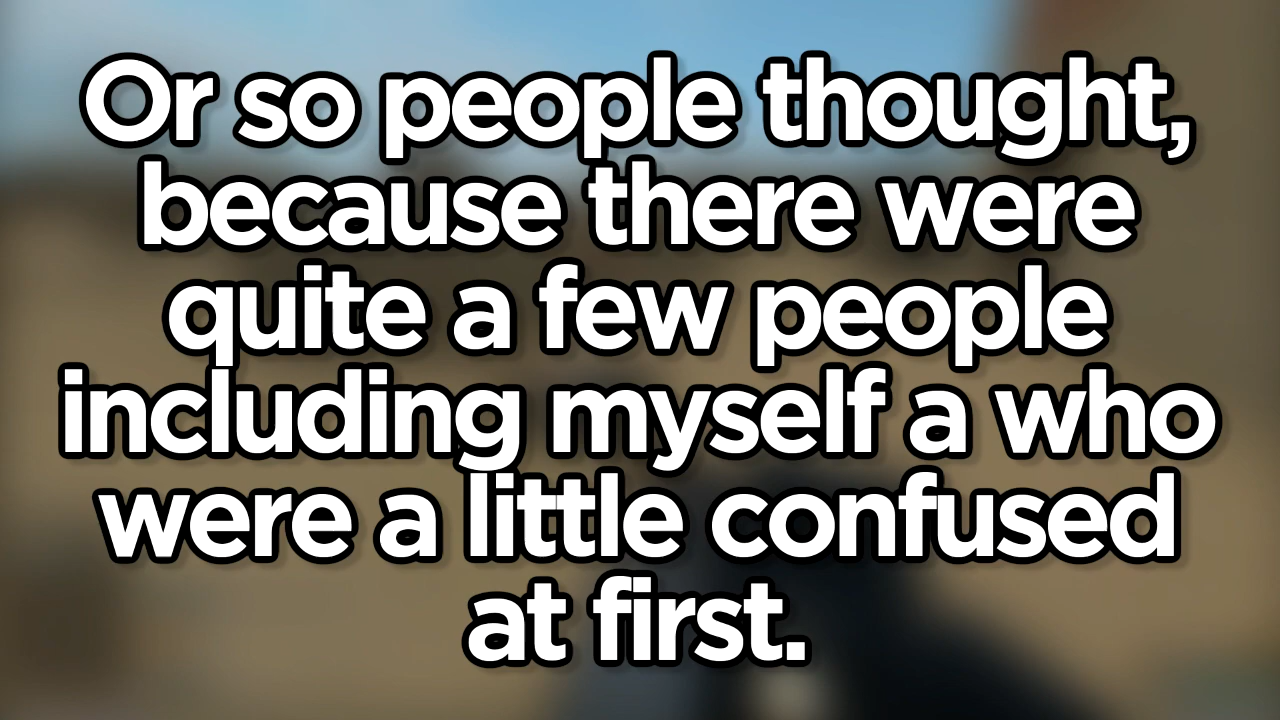 Or so people thought,
because there were
quite a few people
including myself a who
were a little confused
at first.